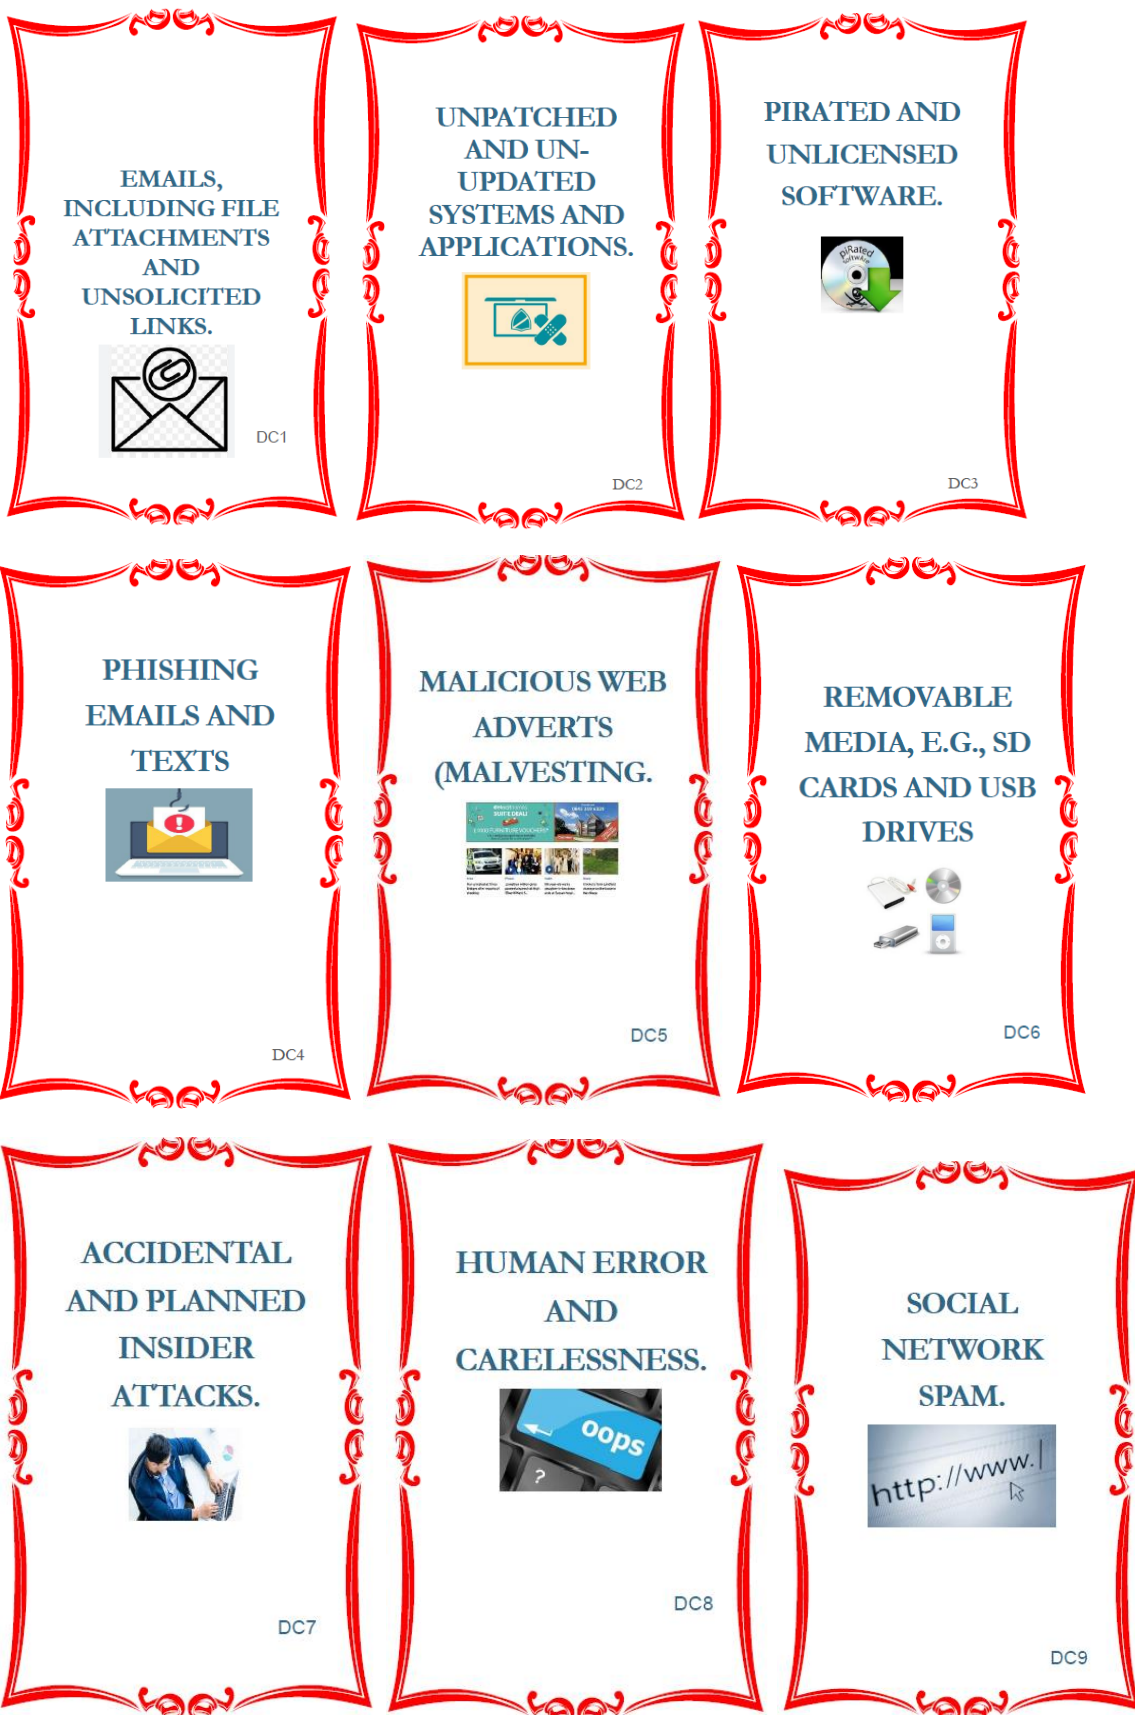 EMAILS,
INCLUDING FILE
ATTACHMENTS
AND
UNSOLICITED
LINKS.
DC1
UNPATCHED
AND UN-
UPDATED
SYSTEMS AND
APPLICATIONS.
DC2
PIRATED AND
UNLICENSED
SOFTWARE.
piRated
Software
DC3
PHISHING
EMAILS AND
TEXTS
DC4
MALICIOUS WEB
ADVERTS
(MALVESTING.
DC5
REMOVABLE
MEDIA, E.G., SD
CARDS AND USB
DRIVES
DC6
ACCIDENTAL
AND PLANNED
INSIDER
ATTACKS.
DC7
HUMAN ERROR
AND
CARELESSNESS.
oops
?
DC8
SOCIAL
NETWORK
SPAM.
http://www.
DC9